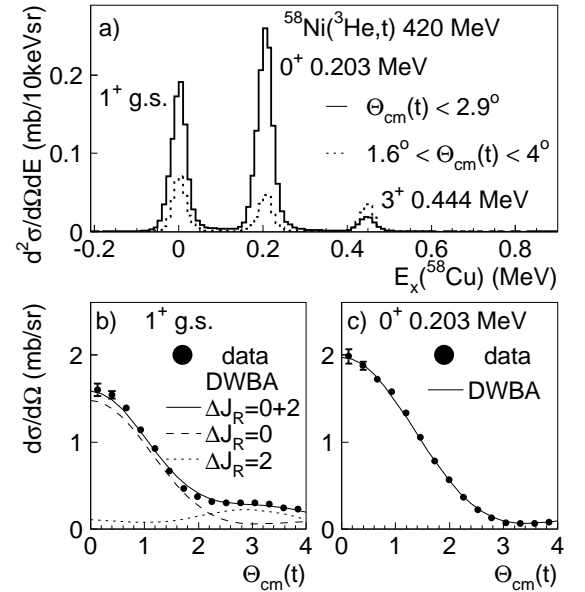 a)
⁵⁸Ni(³He,t) 420 MeV
0⁺ 0.203 MeV
1⁺ g.s.
Θcm(t) < 2.9°
1.6° < Θcm(t) < 4°
3⁺ 0.444 MeV
d²σ/dΩdE (mb/10keVsr)
0.2
0.1
0
-0.2 0 0.2 0.4 0.6 0.8
Eₓ(⁵⁸Cu) (MeV)
b) 1⁺ g.s.
data
DWBA
ΔJR=0+2
ΔJR=0
ΔJR=2
dσ/dΩ (mb/sr)
2
1
0
0 1 2 3 4
Θcm(t)
c) 0⁺ 0.203 MeV
data
DWBA
0 1 2 3 4
Θcm(t)